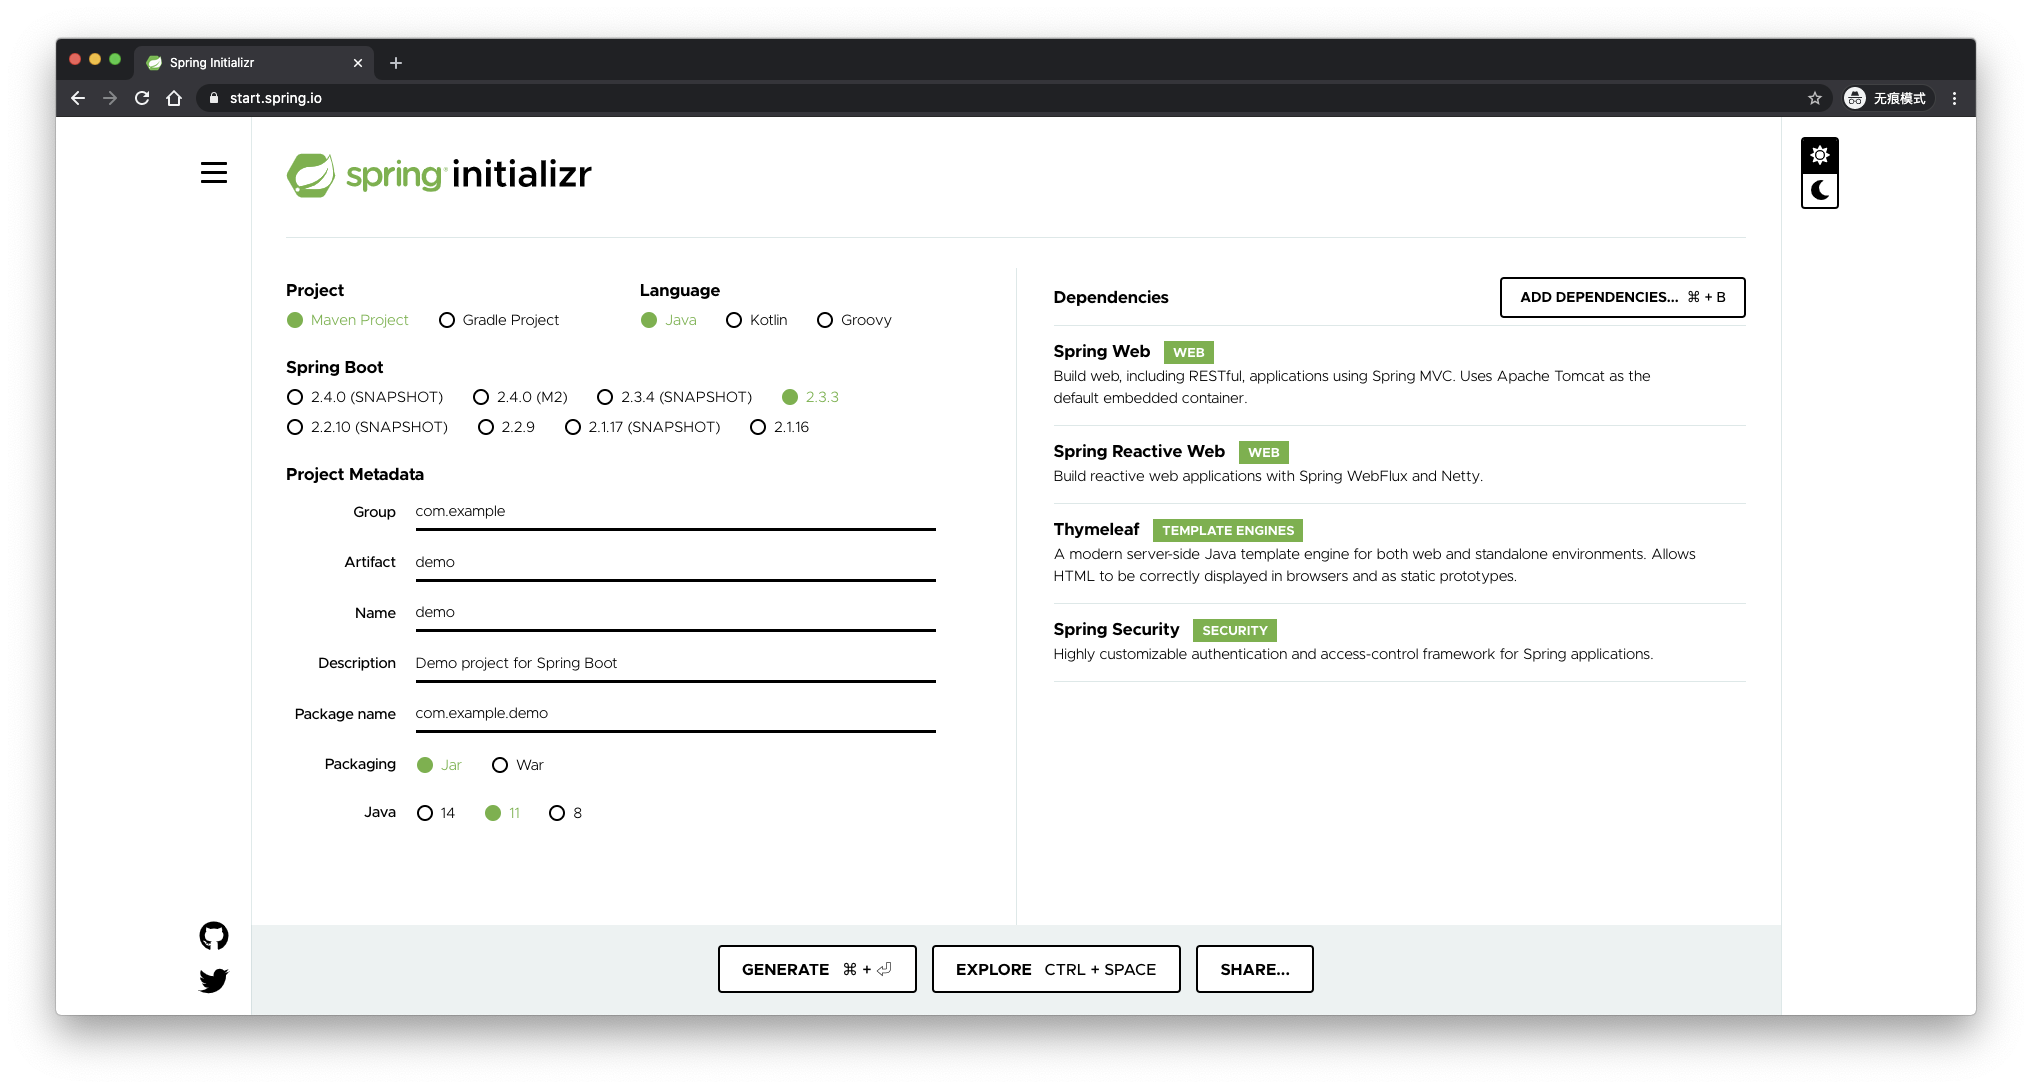 Spring Initializr
start.spring.io
无痕模式
spring initializr
Project
Maven Project Gradle Project
Language
Java Kotlin Groovy
Spring Boot
2.4.0 (SNAPSHOT) 2.4.0 (M2) 2.3.4 (SNAPSHOT) 2.3.3
2.2.10 (SNAPSHOT) 2.2.9 2.1.17 (SNAPSHOT) 2.1.16
Project Metadata
Group com.example
Artifact demo
Name demo
Description Demo project for Spring Boot
Package name com.example.demo
Packaging Jar War
Java 14 11 8
Dependencies
ADD DEPENDENCIES... ⌘ + B
Spring Web WEB
Build web, including RESTful, applications using Spring MVC. Uses Apache Tomcat as the
default embedded container.
Spring Reactive Web WEB
Build reactive web applications with Spring WebFlux and Netty.
Thymeleaf TEMPLATE ENGINES
A modern server-side Java template engine for both web and standalone environments. Allows
HTML to be correctly displayed in browsers and as static prototypes.
Spring Security SECURITY
Highly customizable authentication and access-control framework for Spring applications.
GENERATE ⌘ + ⏎
EXPLORE CTRL + SPACE
SHARE...